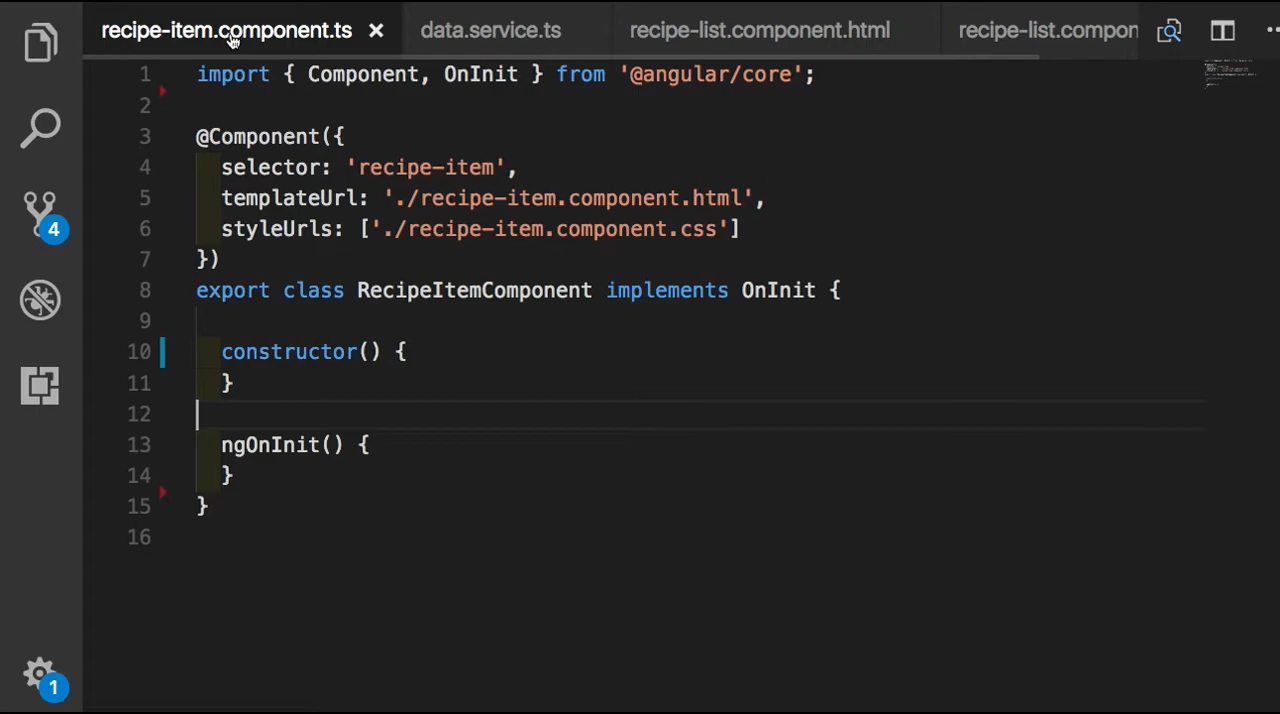 recipe-item.component.ts × data.service.ts recipe-list.component.html recipe-list.compon
1 import { Component, OnInit } from '@angular/core';
2
3 @Component({
4 selector: 'recipe-item',
5 templateUrl: './recipe-item.component.html',
6 styleUrls: ['./recipe-item.component.css']
7 })
8 export class RecipeItemComponent implements OnInit {
9
10 constructor() {
11 }
12
13 ngOnInit() {
14 }
15 }
16
4
1